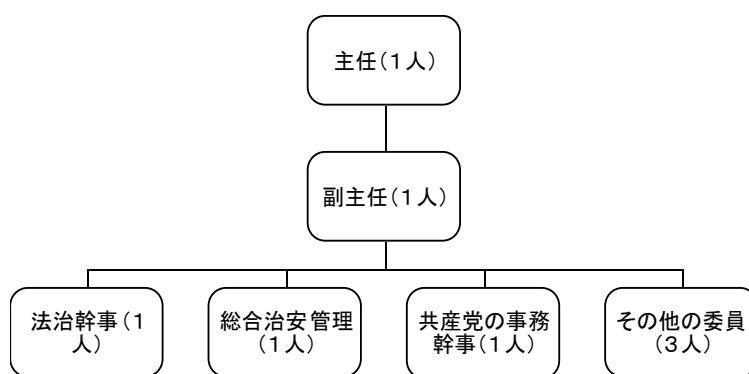 主任（１人）
副主任（１人）
法治幹事（１
人）
総合治安管理
（１人）
共産党の事務
幹事（１人）
その他の委員
（３人）